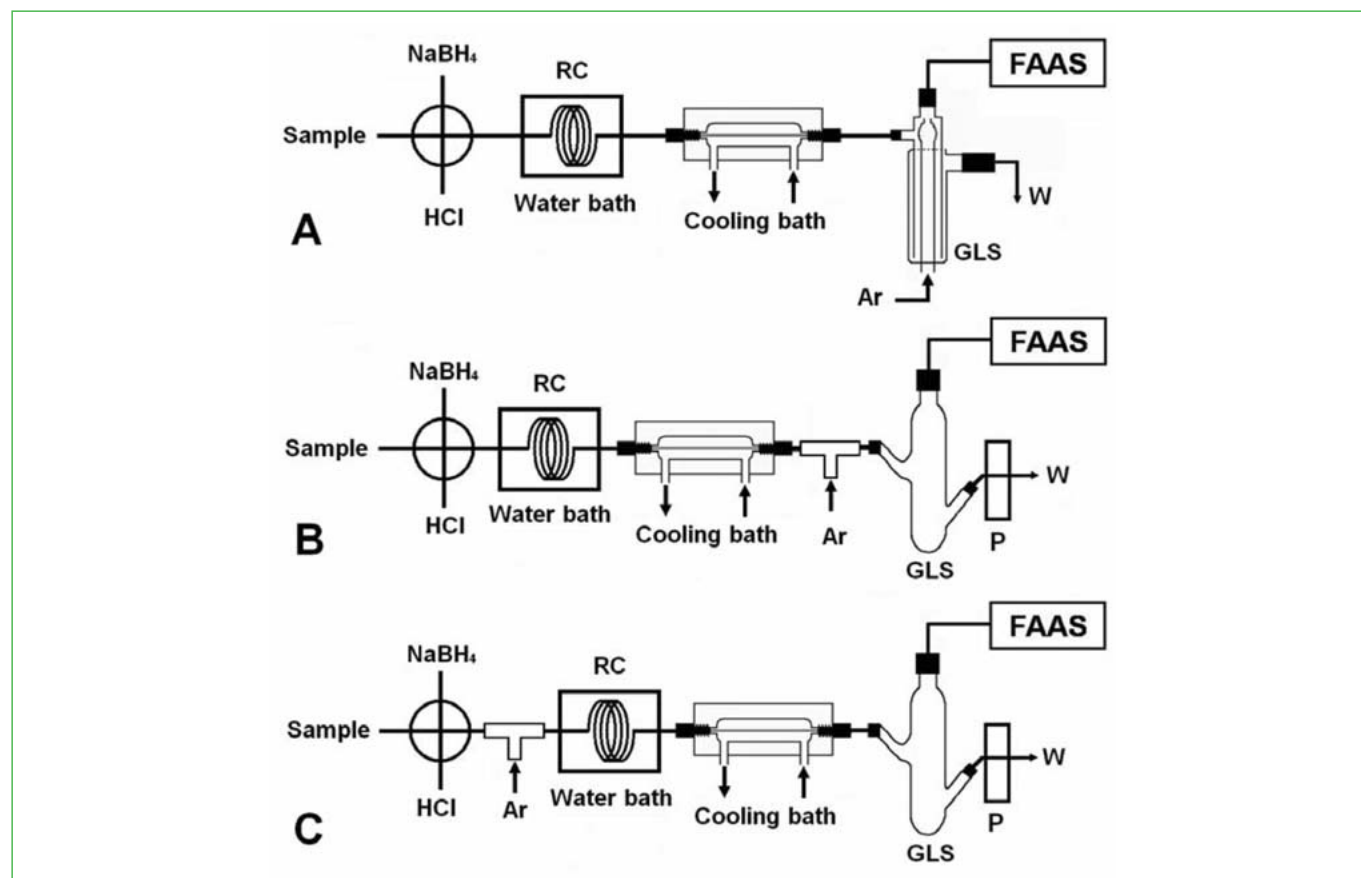 NaBH₄
RC
FAAS
Sample
HCl
Water bath
Cooling bath
W
GLS
Ar
A
NaBH₄
RC
FAAS
Sample
HCl
Water bath
Cooling bath
Ar
W
P
GLS
B
NaBH₄
RC
FAAS
Sample
HCl
Ar
Water bath
Cooling bath
W
P
GLS
C